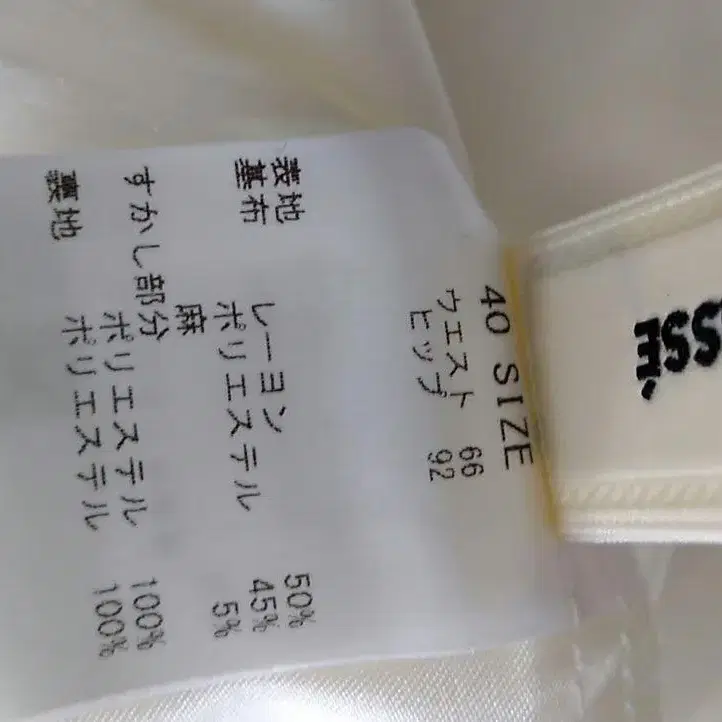 40 SIZE
ウエスト 66
ヒップ 92
表地
基布 レーヨン 50%
ポリエステル 45%
麻 5%
すかし部分
ポリエステル 100%
裏地 ポリエステル 100%